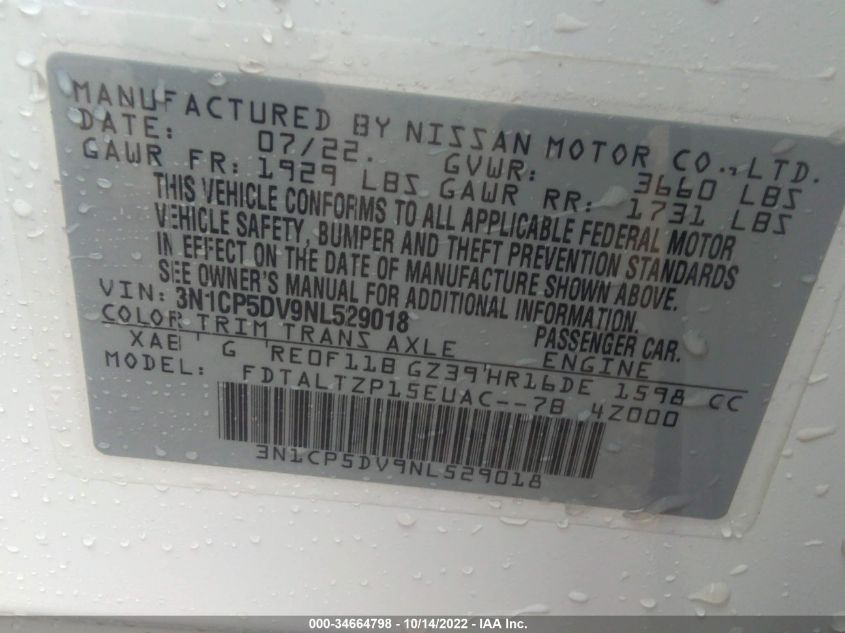 MANUFACTURED BY NISSAN MOTOR CO., LTD.
DATE: 07/22. GVWR: 3660 LBS
GAWR FR: 1929 LBS GAWR RR: 1731 LBS
THIS VEHICLE CONFORMS TO ALL APPLICABLE FEDERAL MOTOR
VEHICLE SAFETY, BUMPER AND THEFT PREVENTION STANDARDS
IN EFFECT ON THE DATE OF MANUFACTURE SHOWN ABOVE.
SEE OWNER'S MANUAL FOR ADDITIONAL INFORMATION.
VIN: 3N1CP5DV9NL529018 PASSENGER CAR.
COLOR TRIM TRANS AXLE ENGINE
XAB G RE0F11B GZ39 HR16DE 1598 CC
MODEL: FDTALTZP15EUAC--7B 4Z000
3N1CP5DV9NL529018
000-34664798 - 10/14/2022 - IAA Inc.